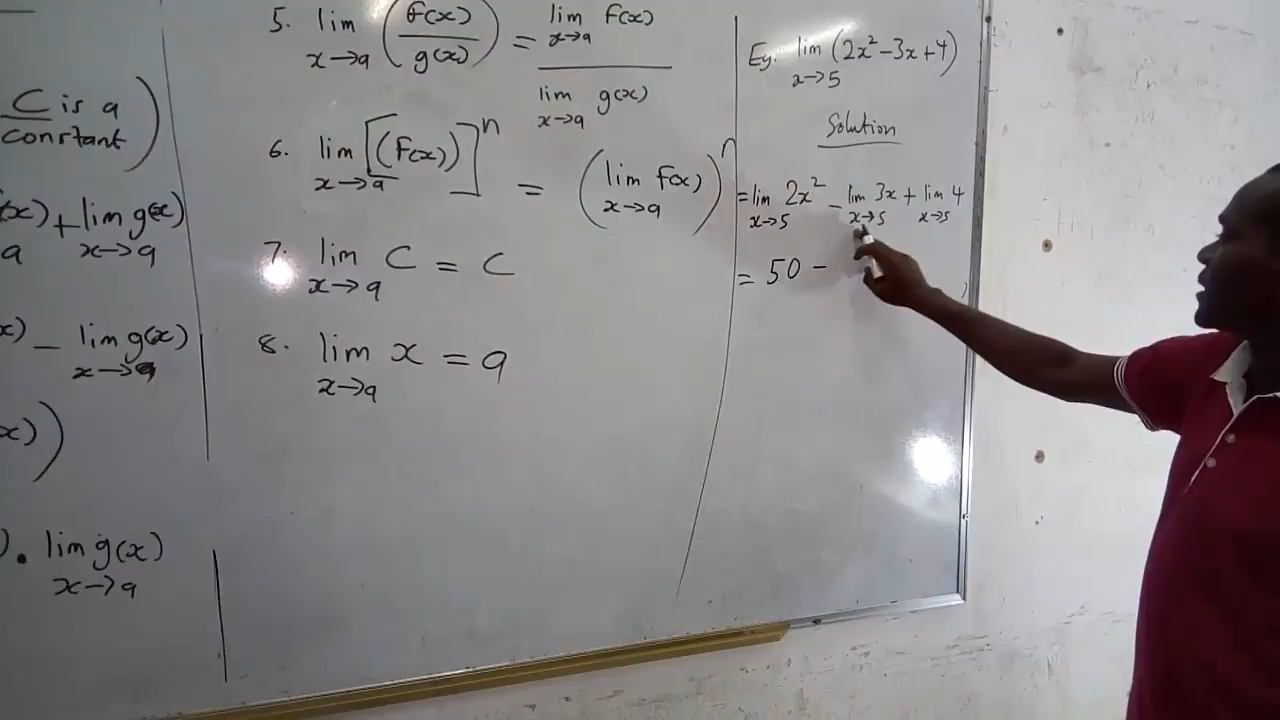 C is a
constant)
(x) + lim g(x)
a x→a
x) – lim g(x)
x→a
x))
). lim g(x)
x→a
5. lim (f(x)/g(x)) = lim f(x)
x→a x→a
lim g(x)
x→a
6. lim [(f(x))]^n = (lim f(x))^n
x→a x→a
7. lim C = C
x→a
8. lim x = a
x→a
Eg. lim (2x² – 3x + 4)
x→5
Solution
= lim 2x² – lim 3x + lim 4
x→5 x→5 x→5
= 50 –